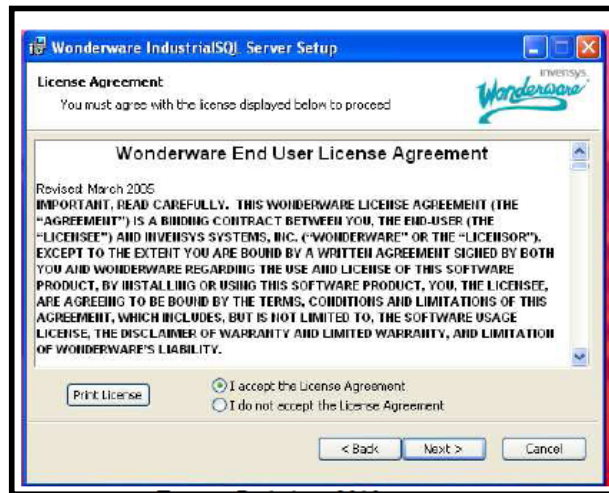 Wonderware IndustrialSQL Server Setup
License Agreement
You must agree with the license displayed below to proceed
invensys
Wonderware
Wonderware End User License Agreement
Revised: March 2005
IMPORTANT, READ CAREFULLY. THIS WONDERWARE LICENSE AGREEMENT (THE
"AGREEMENT") IS A BINDING CONTRACT BETWEEN YOU, THE END-USER (THE
"LICENSEE") AND INVENSYS SYSTEMS, INC. ("WONDERWARE" OR THE "LICENSOR").
EXCEPT TO THE EXTENT YOU ARE BOUND BY A WRITTEN AGREEMENT SIGNED BY BOTH
YOU AND WONDERWARE REGARDING THE USE AND LICENSE OF THIS SOFTWARE
PRODUCT, BY INSTALLING OR USING THIS SOFTWARE PRODUCT, YOU, THE LICENSEE,
ARE AGREEING TO BE BOUND BY THE TERMS, CONDITIONS AND LIMITATIONS OF THIS
AGREEMENT, WHICH INCLUDES, BUT IS NOT LIMITED TO, THE SOFTWARE USAGE
LICENSE, THE DISCLAIMER OF WARRANTY AND LIMITED WARRANTY, AND LIMITATION
OF WONDERWARE'S LIABILITY.
Print License
I accept the License Agreement
I do not accept the License Agreement
< Back
Next >
Cancel